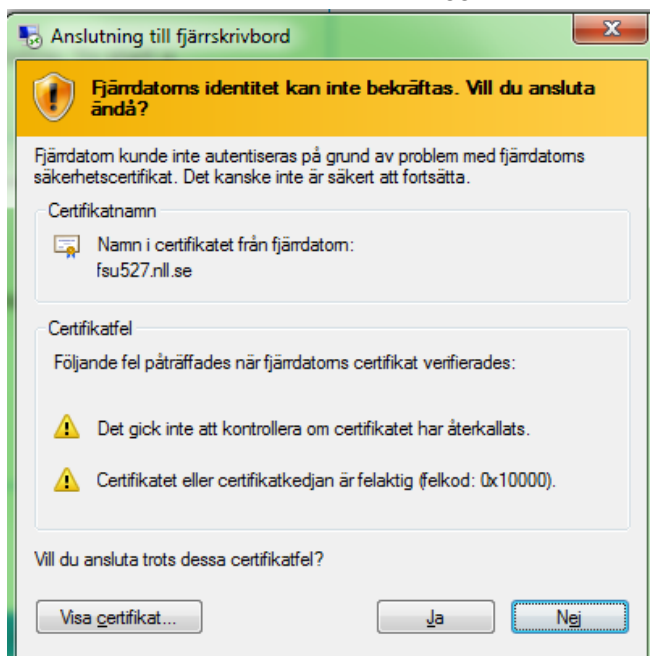 Anslutning till fjärrskrivbord
Fjärrdatorns identitet kan inte bekräftas. Vill du ansluta
ändå?
Fjärrdatorn kunde inte autentiseras på grund av problem med fjärrdatorns
säkerhetscertifikat. Det kanske inte är säkert att fortsätta.
Certifikatnamn
Namn i certifikatet från fjärrdatorn:
fsu527.nll.se
Certifikatfel
Följande fel påträffades när fjärrdatorns certifikat verifierades:
Det gick inte att kontrollera om certifikatet har återkallats.
Certifikatet eller certifikatkedjan är felaktig (felkod: 0x10000).
Vill du ansluta trots dessa certifikatfel?
Visa certifikat...
Ja
Nej